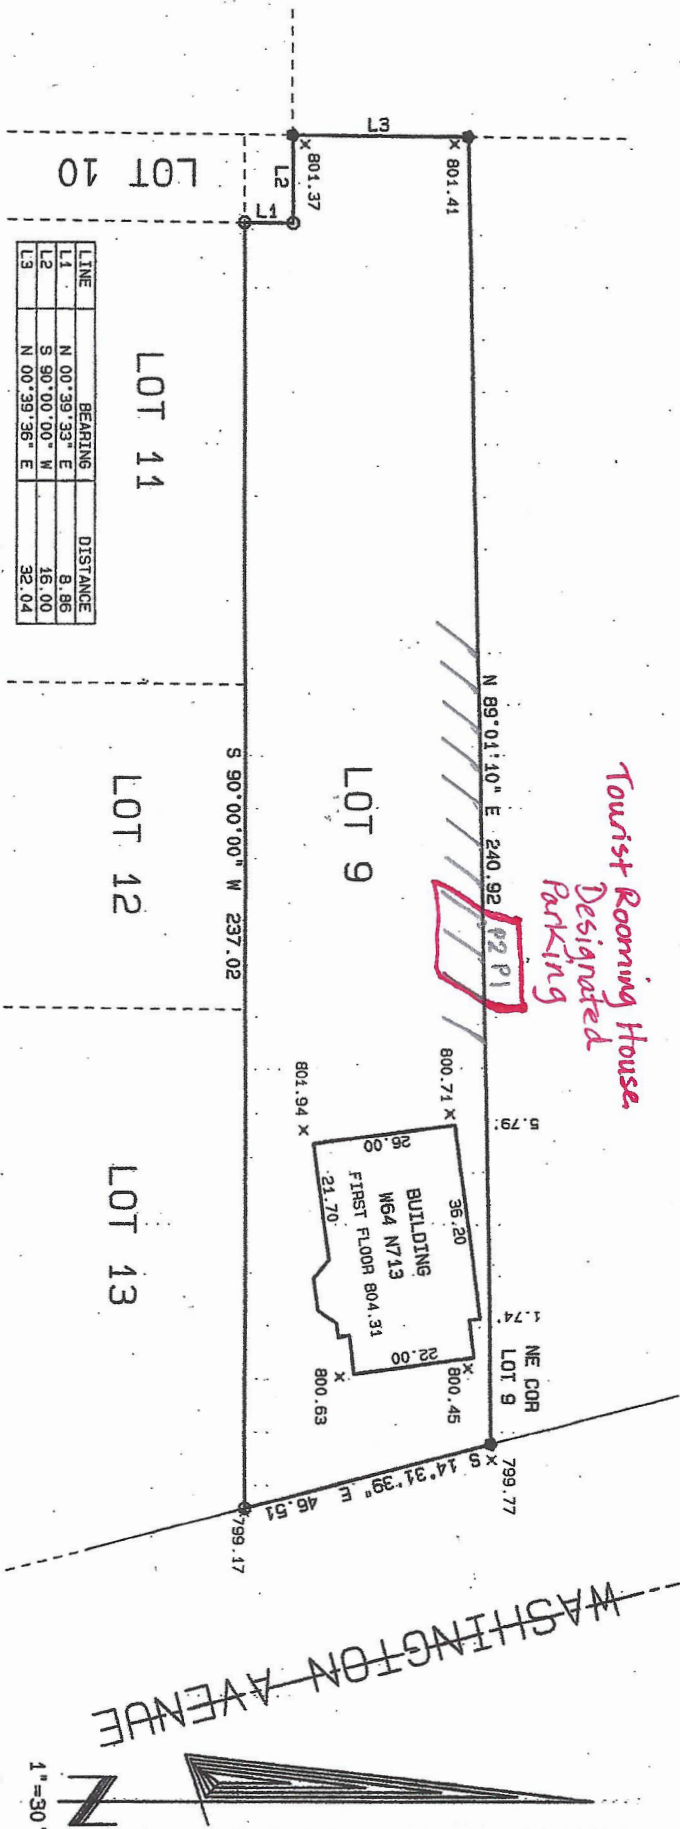 Tourist Rooming House
Designated
Parking
P2 P1
N 89°01'10" E 240.92
LOT 9
S 90°00'00" W 237.02
L3
L2
L1
801.41
801.37
LOT 10
LOT 11
LOT 12
LOT 13
LINE BEARING DISTANCE
L1 N 00°39'33" E 8.86
L2 S 90°00'00" W 16.00
L3 N 00°39'36" E 32.04
5.79'
1.74'
800.71
801.94
26.00
36.20
BUILDING
W64 N713
FIRST FLOOR 804.31
21.70
22.00
800.45
800.63
NE COR
LOT 9
799.77
S 14°31'39" E 46.51
799.17
WASHINGTON AVENUE
N
1"=30'